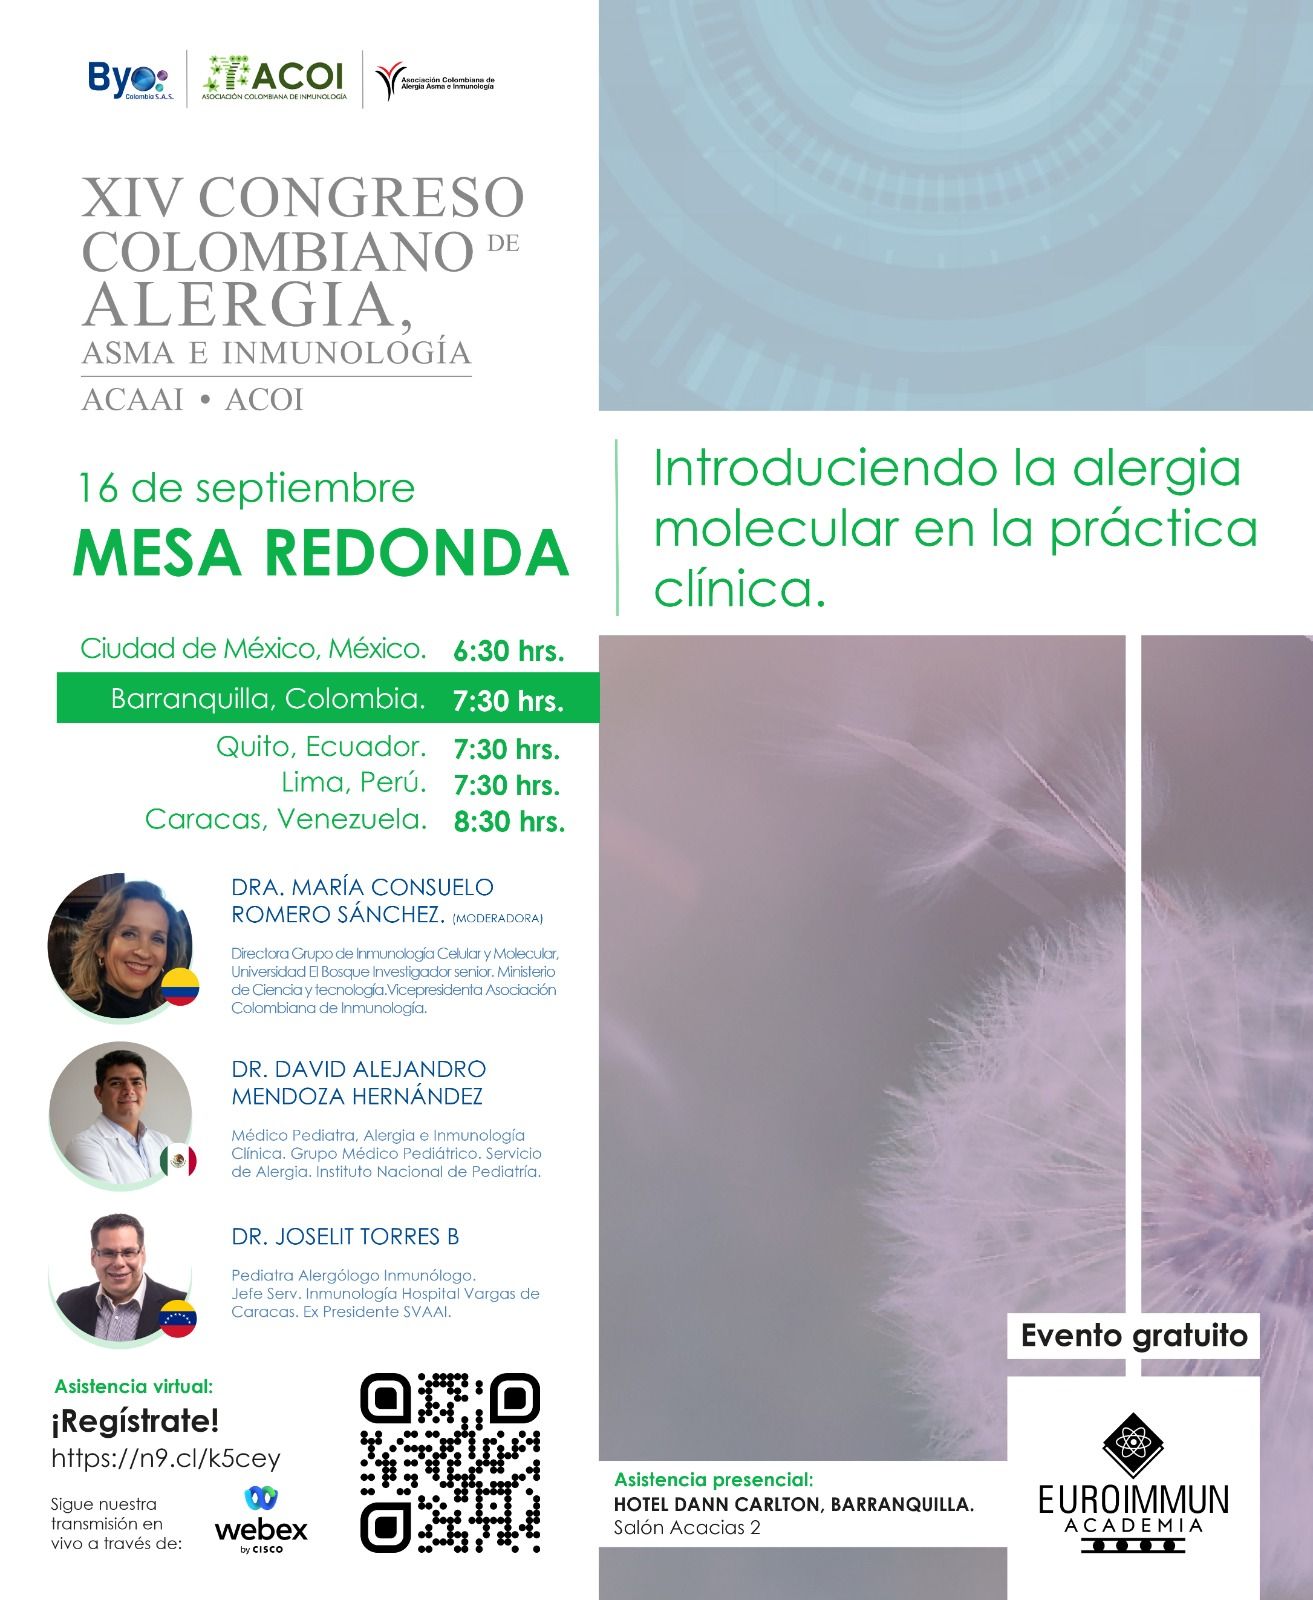 Byo
Colombia S.A.S.
ACOI
ASOCIACIÓN COLOMBIANA DE INMUNOLOGÍA
Asociación Colombiana de
Alergia Asma e Inmunología
XIV CONGRESO
COLOMBIANO DE
ALERGIA,
ASMA E INMUNOLOGÍA
ACAAI • ACOI
16 de septiembre
MESA REDONDA
Introduciendo la alergia
molecular en la práctica
clínica.
Ciudad de México, México. 6:30 hrs.
Barranquilla, Colombia. 7:30 hrs.
Quito, Ecuador. 7:30 hrs.
Lima, Perú. 7:30 hrs.
Caracas, Venezuela. 8:30 hrs.
DRA. MARÍA CONSUELO
ROMERO SÁNCHEZ. (MODERADORA)
Directora Grupo de Inmunología Celular y Molecular,
Universidad El Bosque Investigador senior. Ministerio
de Ciencia y tecnología.Vicepresidenta Asociación
Colombiana de Inmunología.
DR. DAVID ALEJANDRO
MENDOZA HERNÁNDEZ
Médico Pediatra, Alergia e Inmunología
Clínica. Grupo Médico Pediátrico. Servicio
de Alergia. Instituto Nacional de Pediatría.
DR. JOSELIT TORRES B
Pediatra Alergólogo Inmunólogo.
Jefe Serv. Inmunología Hospital Vargas de
Caracas. Ex Presidente SVAAI.
Asistencia virtual:
¡Regístrate!
https://n9.cl/k5cey
Sigue nuestra
transmisión en
vivo a través de:
webex
by CISCO
Asistencia presencial:
HOTEL DANN CARLTON, BARRANQUILLA.
Salón Acacias 2
Evento gratuito
EUROIMMUN
ACADEMIA